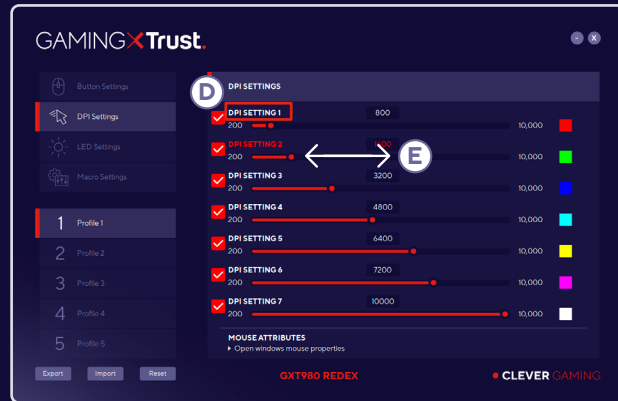 GAMING Trust.
- x
Button Settings
DPI Settings
LED Settings
Macro Settings
1 Profile 1
2 Profile 2
3 Profile 3
4 Profile 4
5 Profile 5
Export Import Reset
D
DPI SETTINGS
DPI SETTING 1 800
200 10,000
DPI SETTING 2
200 10,000
E
DPI SETTING 3 3200
200 10,000
DPI SETTING 4 4800
200 10,000
DPI SETTING 5 6400
200 10,000
DPI SETTING 6 7200
200 10,000
DPI SETTING 7 10000
200 10,000
MOUSE ATTRIBUTES
Open windows mouse properties
GXT980 REDEX
CLEVER GAMING